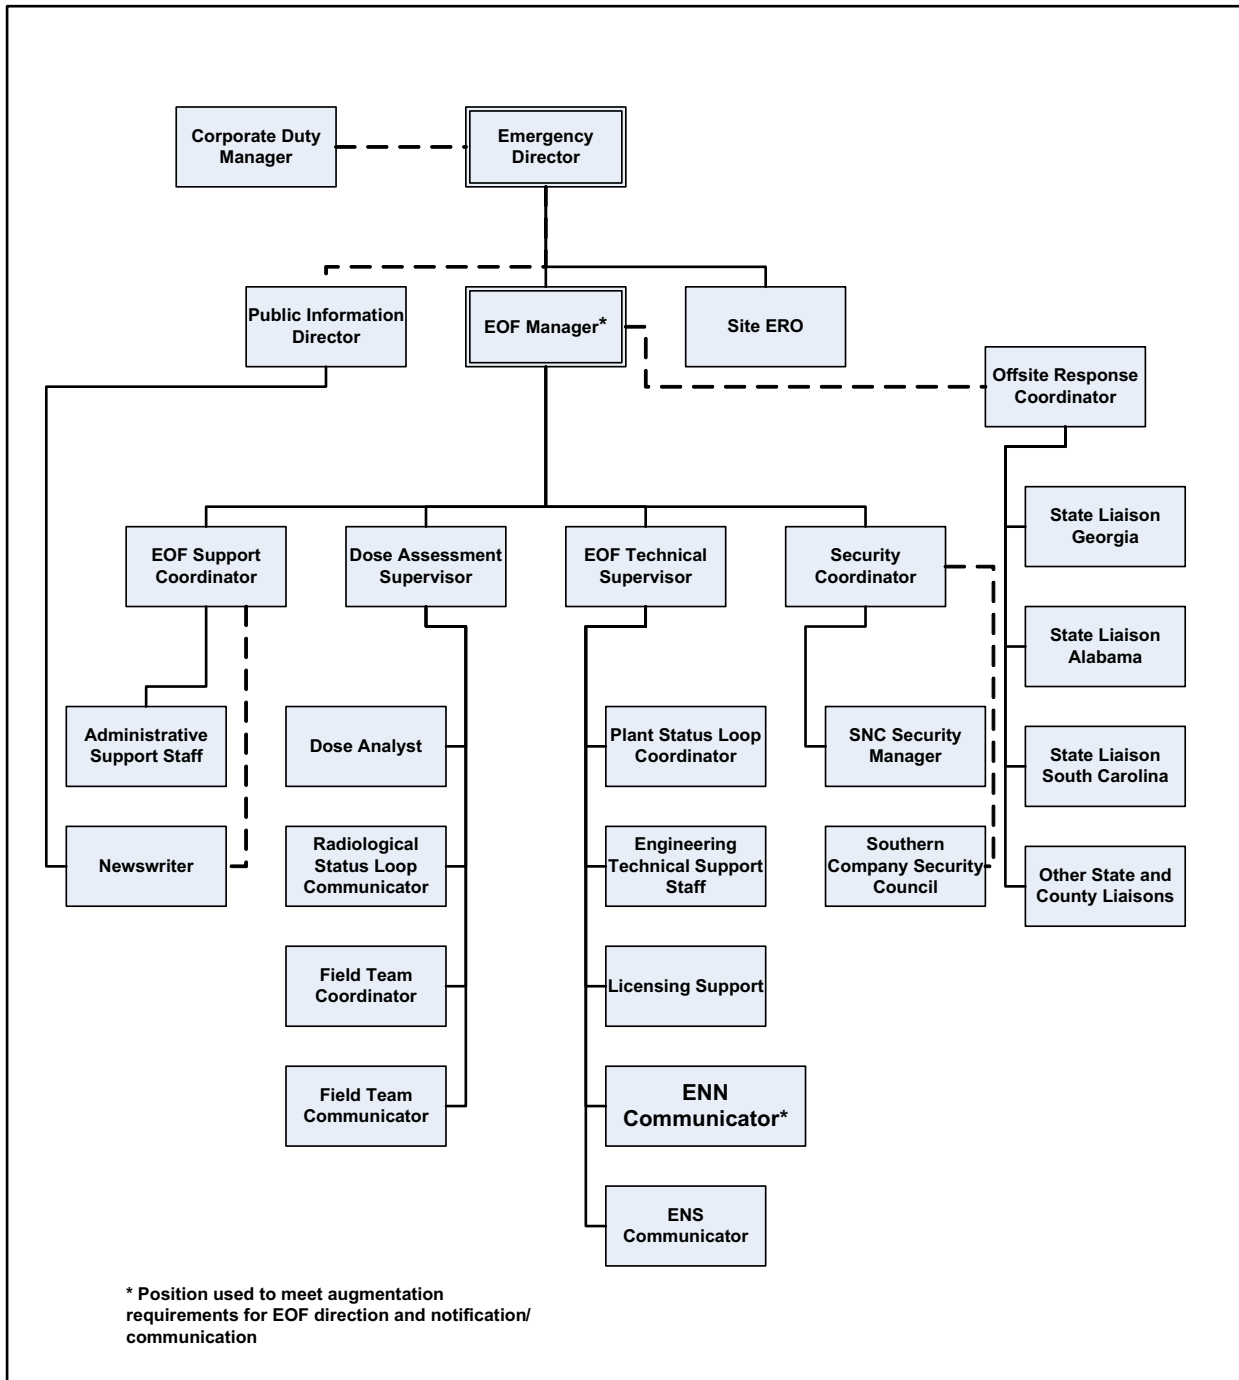 Corporate Duty
Manager
Emergency
Director
Public Information
Director
EOF Manager*
Site ERO
Offsite Response
Coordinator
EOF Support
Coordinator
Dose Assessment
Supervisor
EOF Technical
Supervisor
Security
Coordinator
State Liaison
Georgia
State Liaison
Alabama
Administrative
Support Staff
Dose Analyst
Plant Status Loop
Coordinator
SNC Security
Manager
State Liaison
South Carolina
Newswriter
Radiological
Status Loop
Communicator
Engineering
Technical Support
Staff
Southern
Company Security
Council
Other State and
County Liaisons
Field Team
Coordinator
Licensing Support
Field Team
Communicator
ENN
Communicator*
ENS
Communicator
* Position used to meet augmentation
requirements for EOF direction and notification/
communication